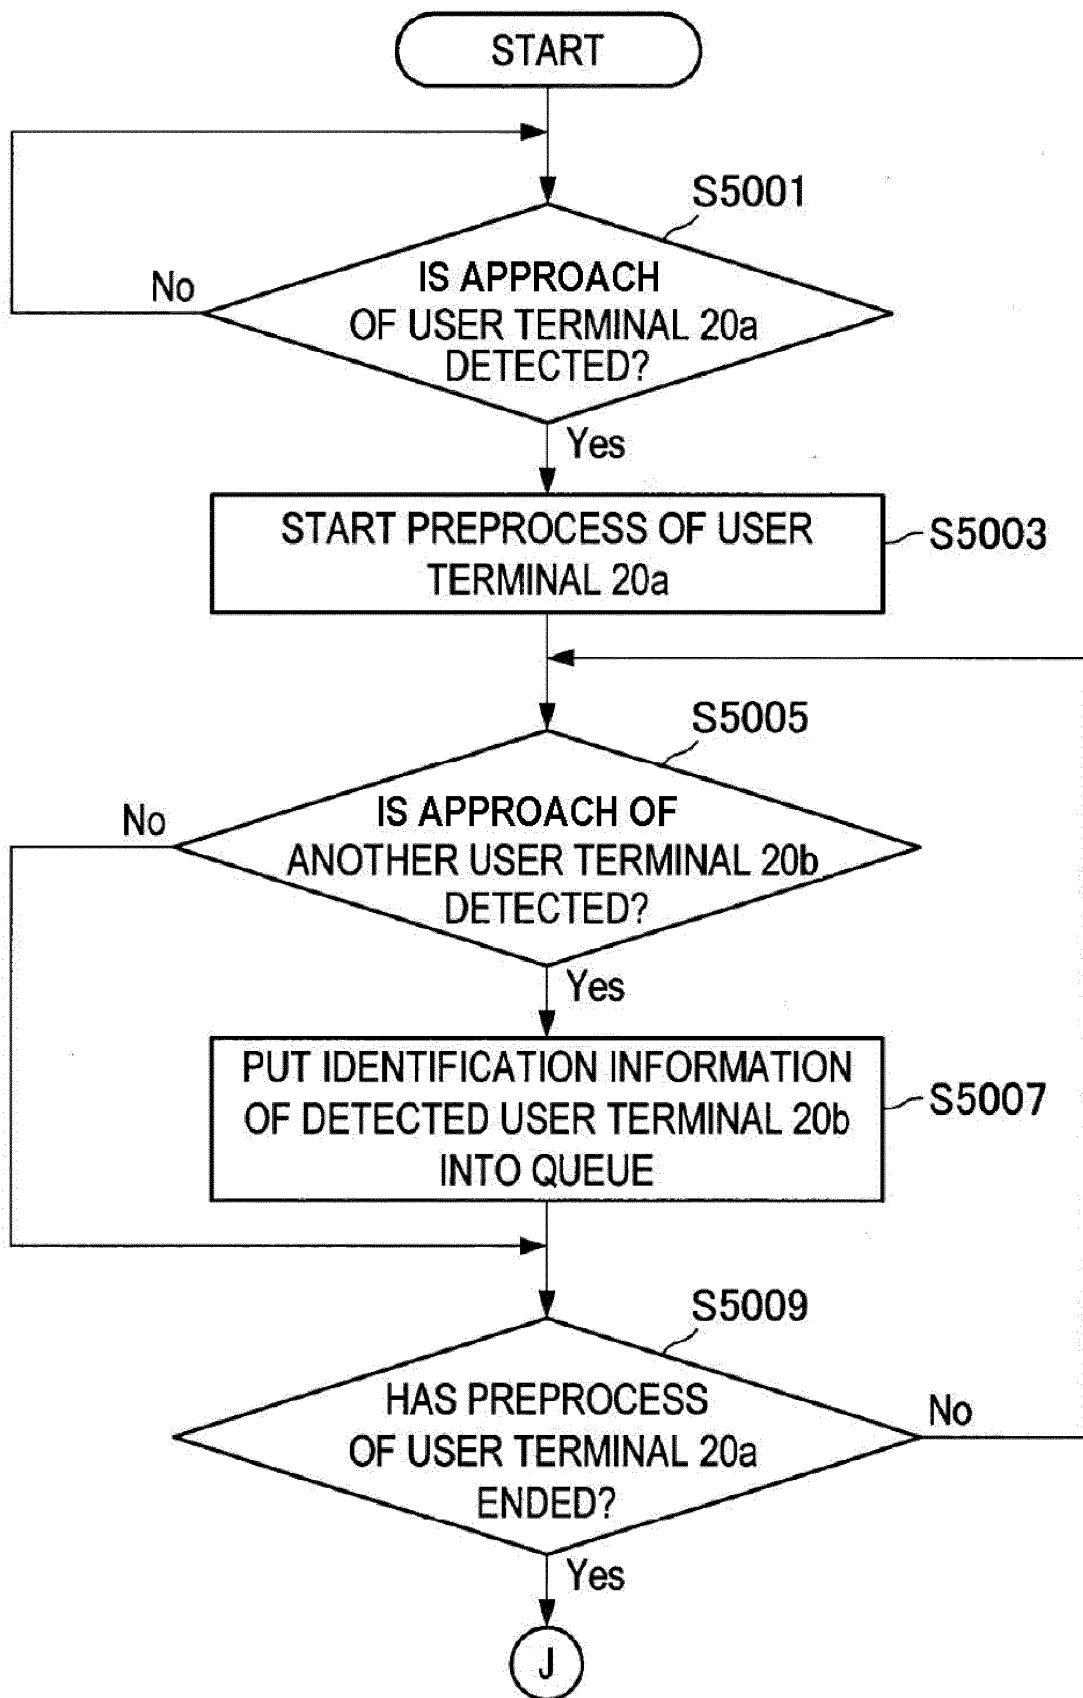 START
S5001
No
IS APPROACH
OF USER TERMINAL 20a
DETECTED?
Yes
START PREPROCESS OF USER
TERMINAL 20a
S5003
S5005
No
IS APPROACH OF
ANOTHER USER TERMINAL 20b
DETECTED?
Yes
PUT IDENTIFICATION INFORMATION
OF DETECTED USER TERMINAL 20b
INTO QUEUE
S5007
S5009
HAS PREPROCESS
OF USER TERMINAL 20a
ENDED?
No
Yes
J